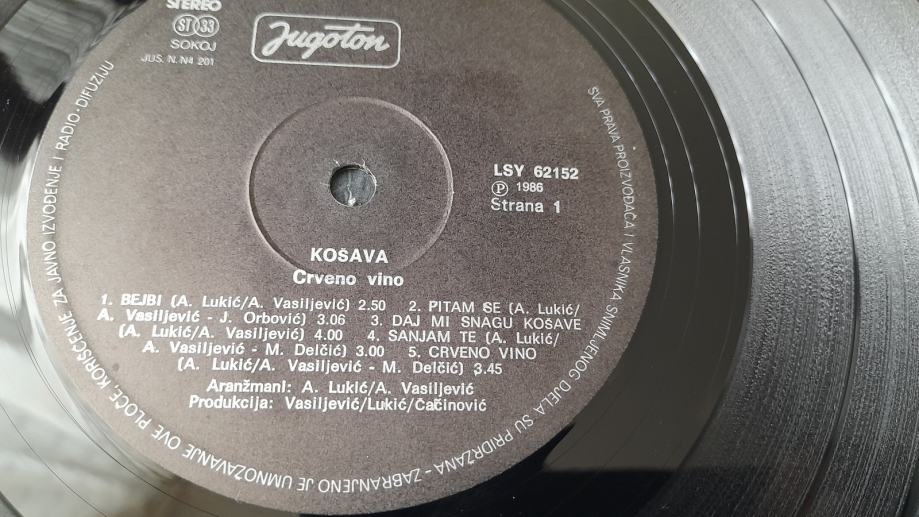 STEREO
ST 33
SOKOJ
JUS. N. N4 201
Jugoton
LSY 62152
Ⓟ 1986
Strana 1
KOŠAVA
Crveno vino
1. BEJBI (A. Lukić/A. Vasiljević) 2.50 2. PITAM SE (A. Lukić/
A. Vasiljević - J. Orbović) 3.06 3. DAJ MI SNAGU KOŠAVE
(A. Lukić/A. Vasiljević) 4.00 4. SANJAM TE (A. Lukić/
A. Vasiljević - M. Delčić) 3.00 5. CRVENO VINO
(A. Lukić/A. Vasiljević - M. Delčić) 3.45
Aranžmani: A. Lukić/A. Vasiljević
Produkcija: Vasiljević/Lukić/Čačinović
SVA PRAVA PROIZVOĐAČA I VLASNIKA SNIMLJENOG DJELA SU PRIDRŽANA - ZABRANJENO JE UMNOŽAVANJE OVE PLOČE, KORIŠĆENJE ZA JAVNO IZVOĐENJE I RADIO-DIFUZIJU